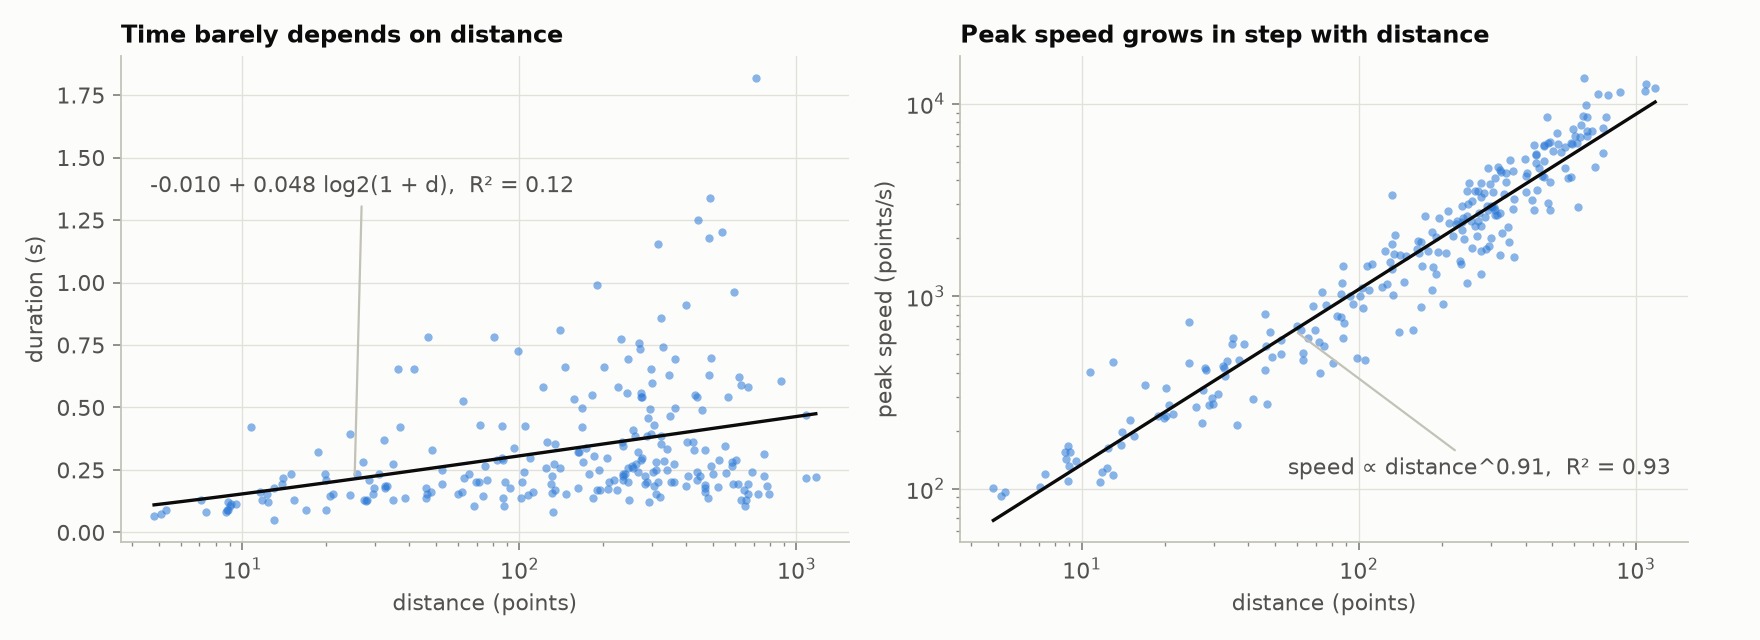 Time barely depends on distance
duration (s)
1.75
1.50
1.25
1.00
0.75
0.50
0.25
0.00
-0.010 + 0.048 log2(1 + d),  R² = 0.12
10¹
10²
10³
distance (points)
Peak speed grows in step with distance
peak speed (points/s)
10⁴
10³
10²
speed ∝ distance^0.91,  R² = 0.93
10¹
10²
10³
distance (points)